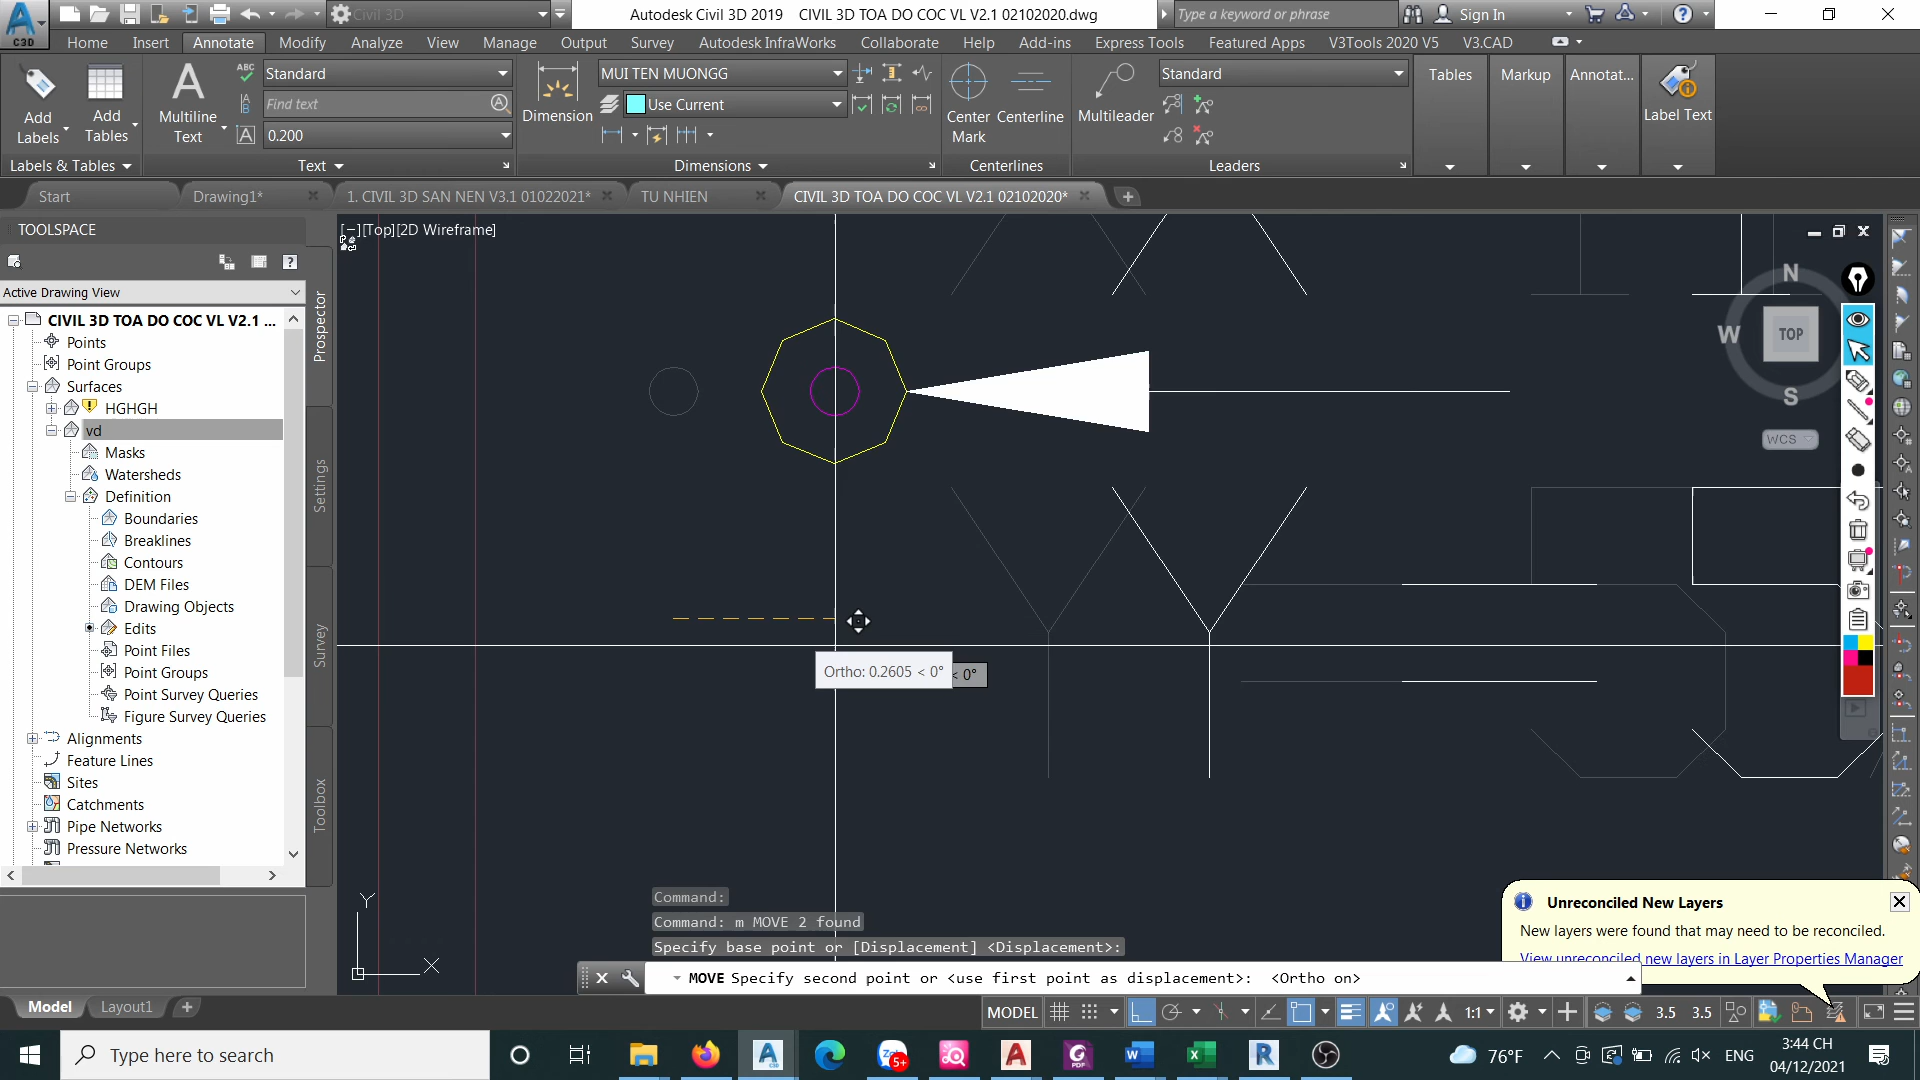 C3D
Civil 3D
Autodesk Civil 3D 2019 CIVIL 3D TOA DO COC VL V2.1 02102020.dwg
Type a keyword or phrase
Sign In
Home Insert Annotate Modify Analyze View Manage Output Survey Autodesk InfraWorks Collaborate Help Add-ins Express Tools Featured Apps V3Tools 2020 V5 V3.CAD
Add Labels
Add Tables
Multiline Text
ABC
Standard
Find text
0.200
Dimension
MUI TEN MUONGG
Use Current
Center Mark
Centerline
Multileader
Standard
Tables
Markup
Annotat...
Label Text
Labels & Tables
Text
Dimensions
Centerlines
Leaders
Start
Drawing1*
1. CIVIL 3D SAN NEN V3.1 01022021*
TU NHIEN
CIVIL 3D TOA DO COC VL V2.1 02102020*
TOOLSPACE
[−][Top][2D Wireframe]
Active Drawing View
CIVIL 3D TOA DO COC VL V2.1 ...
Points
Point Groups
Surfaces
HGHGH
vd
Masks
Watersheds
Definition
Boundaries
Breaklines
Contours
DEM Files
Drawing Objects
Edits
Point Files
Point Groups
Point Survey Queries
Figure Survey Queries
Alignments
Feature Lines
Sites
Catchments
Pipe Networks
Pressure Networks
Prospector
Settings
Survey
Toolbox
N
W
TOP
S
WCS
Ortho: 0.2605 < 0°
< 0°
Y
X
Command:
Command: m MOVE 2 found
Specify base point or [Displacement] <Displacement>:
MOVE Specify second point or <use first point as displacement>: <Ortho on>
Unreconciled New Layers
New layers were found that may need to be reconciled.
View unreconciled new layers in Layer Properties Manager
Model
Layout1
MODEL
1:1
3.5
3.5
Type here to search
5+
76°F
ENG
3:44 CH
04/12/2021